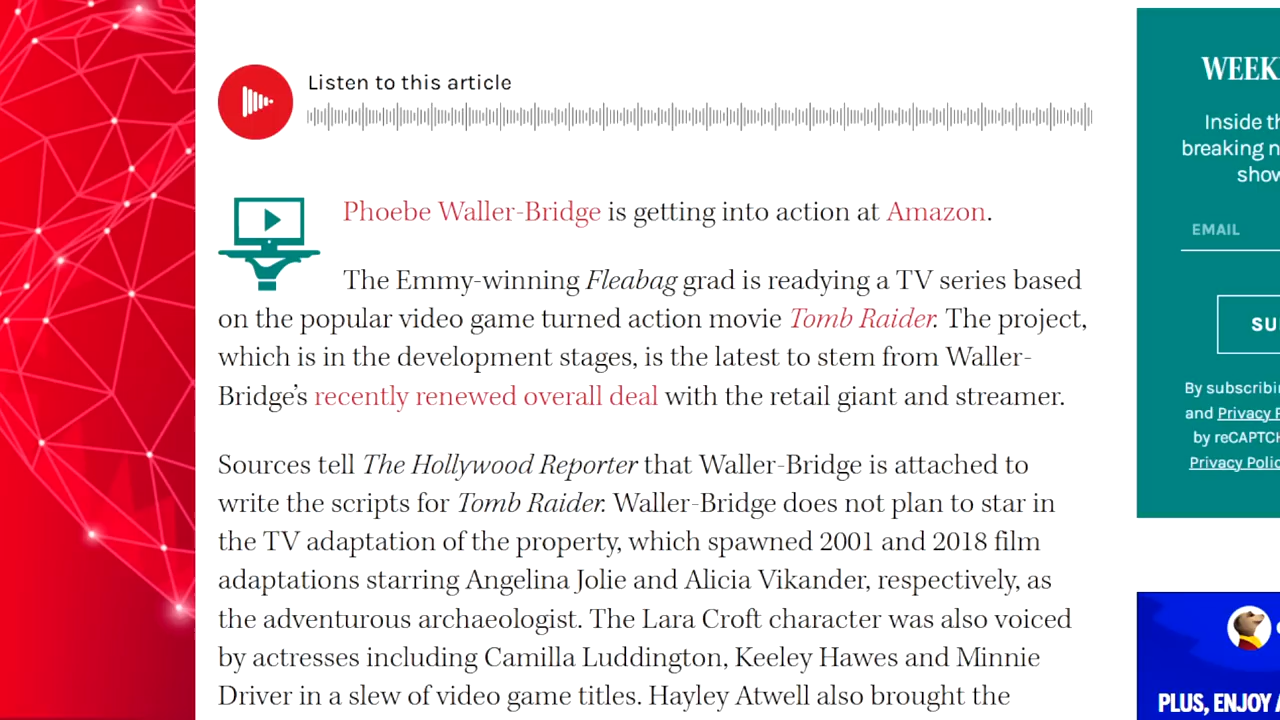 Listen to this article
Phoebe Waller-Bridge is getting into action at Amazon.
The Emmy-winning Fleabag grad is readying a TV series based
on the popular video game turned action movie Tomb Raider. The project,
which is in the development stages, is the latest to stem from Waller-
Bridge’s recently renewed overall deal with the retail giant and streamer.
Sources tell The Hollywood Reporter that Waller-Bridge is attached to
write the scripts for Tomb Raider. Waller-Bridge does not plan to star in
the TV adaptation of the property, which spawned 2001 and 2018 film
adaptations starring Angelina Jolie and Alicia Vikander, respectively, as
the adventurous archaeologist. The Lara Croft character was also voiced
by actresses including Camilla Luddington, Keeley Hawes and Minnie
Driver in a slew of video game titles. Hayley Atwell also brought the
Inside
breaking
EMAIL
By
and Privacy
by
Privacy
PLUS, ENJOY